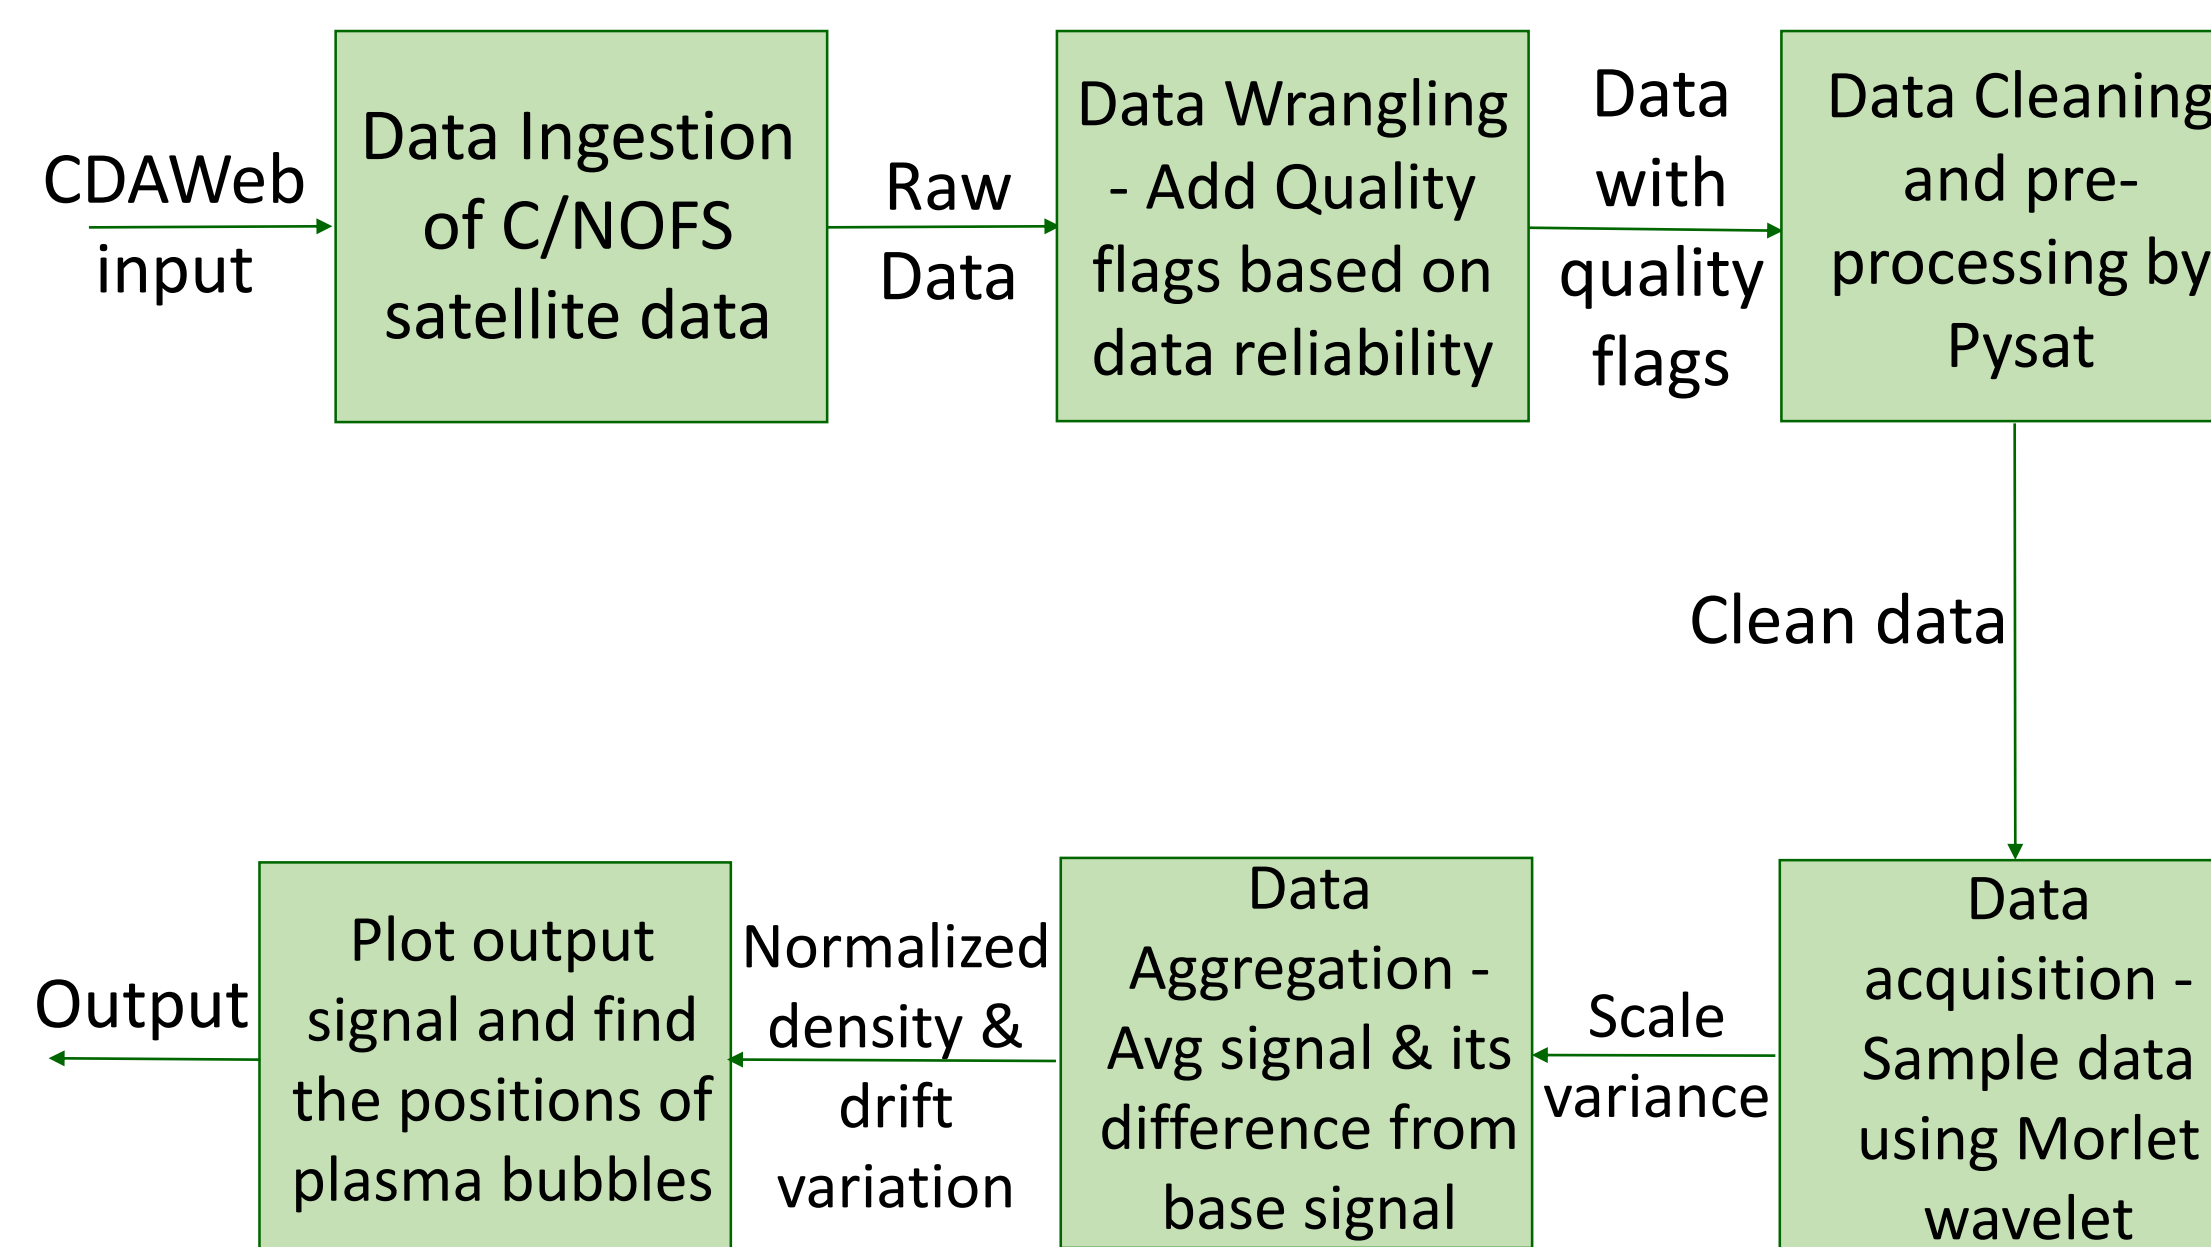 CDAWeb
input
Data Ingestion
of C/NOFS
satellite data
Raw
Data
Data Wrangling
- Add Quality
flags based on
data reliability
Data
with
quality
flags
Data Cleaning
and pre-
processing by
Pysat
Clean data
Data
acquisition -
Sample data
using Morlet
wavelet
Scale
variance
Data
Aggregation -
Avg signal & its
difference from
base signal
Normalized
density &
drift
variation
Plot output
signal and find
the positions of
plasma bubbles
Output